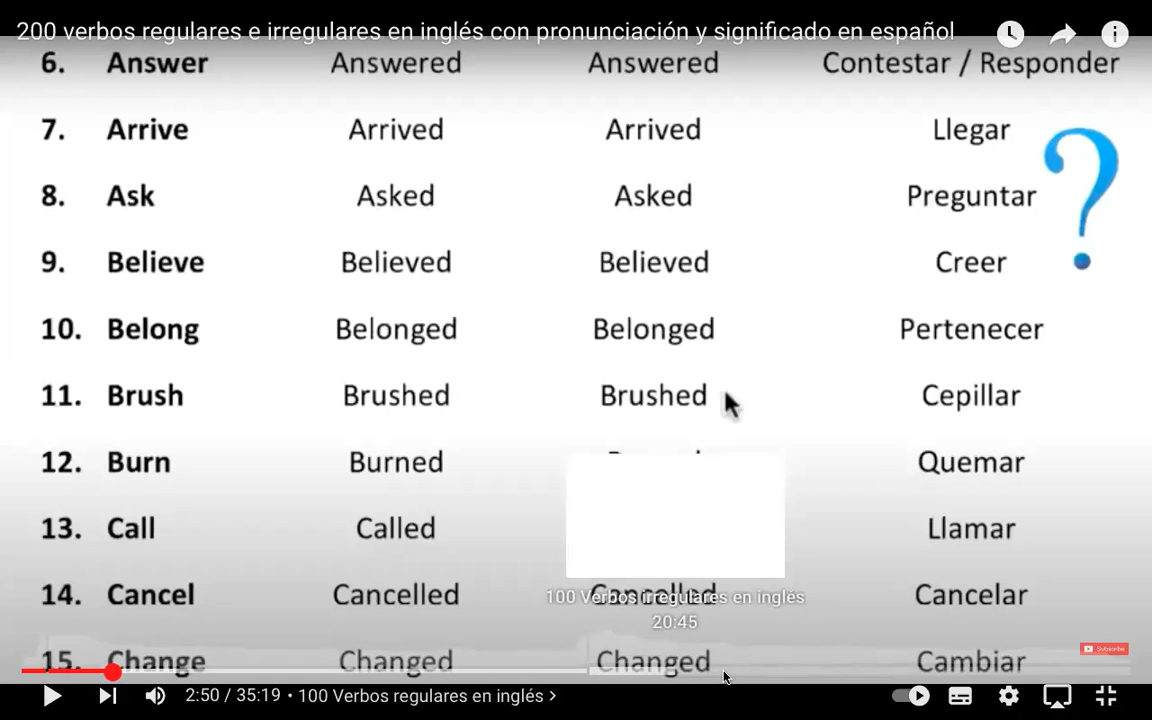 200 verbos regulares e irregulares en inglés con pronunciación y significado en español
6. Answer Answered Answered Contestar / Responder
7. Arrive Arrived Arrived Llegar
8. Ask Asked Asked Preguntar
?
9. Believe Believed Believed Creer
10. Belong Belonged Belonged Pertenecer
11. Brush Brushed Brushed Cepillar
12. Burn Burned Quemar
13. Call Called Llamar
14. Cancel Cancelled Cancelled Cancelar
100 Verbos irregulares en inglés
20:45
Subscribe
15. Change Changed Changed Cambiar
2:50 / 35:19 • 100 Verbos regulares en inglés >